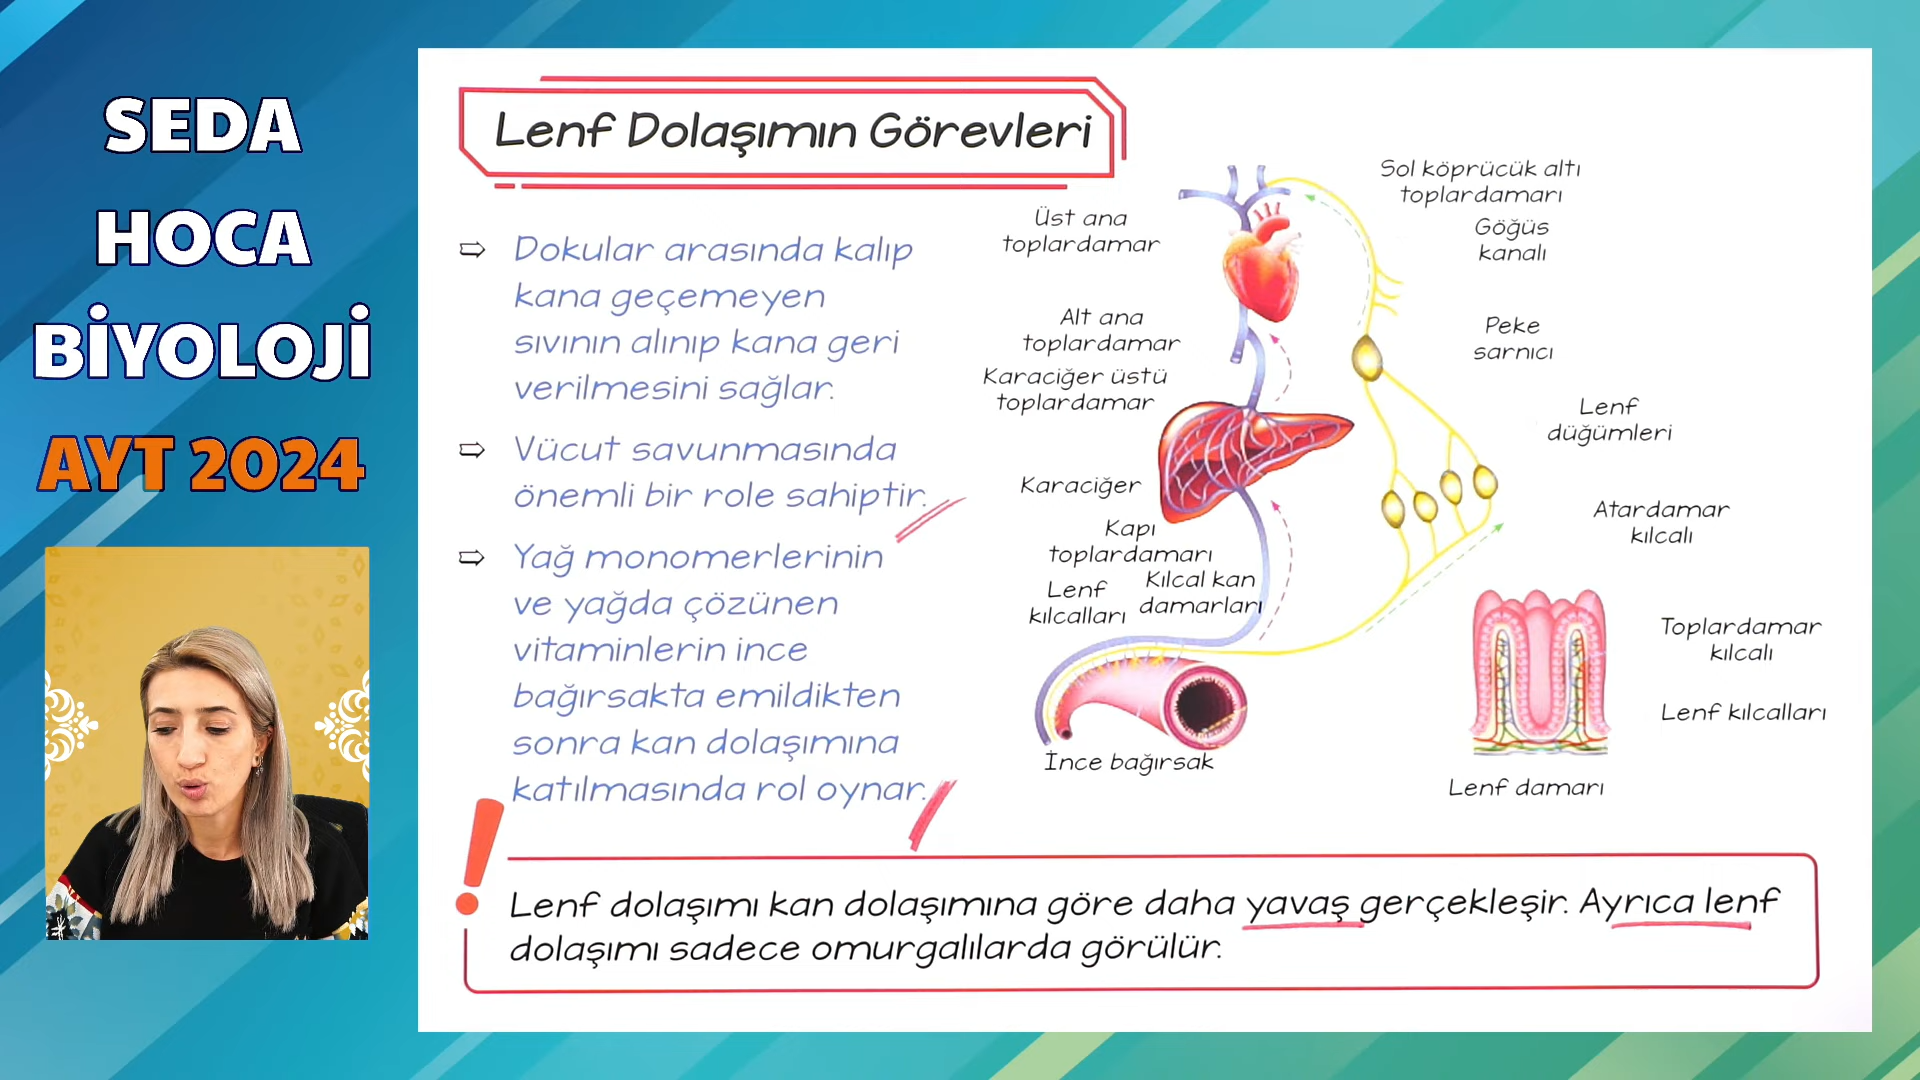 SEDA
HOCA
BİYOLOJİ
AYT 2024
Lenf Dolaşımın Görevleri
⇨ Dokular arasında kalıp
kana geçemeyen
sıvının alınıp kana geri
verilmesini sağlar.
⇨ Vücut savunmasında
önemli bir role sahiptir.
⇨ Yağ monomerlerinin
ve yağda çözünen
vitaminlerin ince
bağırsakta emildikten
sonra kan dolaşımına
katılmasında rol oynar.
Üst ana
toplardamar
Alt ana
toplardamar
Karaciğer üstü
toplardamar
Karaciğer
Kapı
toplardamarı
Lenf
kılcalları
Kılcal kan
damarları
İnce bağırsak
Sol köprücük altı
toplardamarı
Göğüs
kanalı
Peke
sarnıcı
Lenf
düğümleri
Atardamar
kılcalı
Toplardamar
kılcalı
Lenf kılcalları
Lenf damarı
Lenf dolaşımı kan dolaşımına göre daha yavaş gerçekleşir. Ayrıca lenf
dolaşımı sadece omurgalılarda görülür.